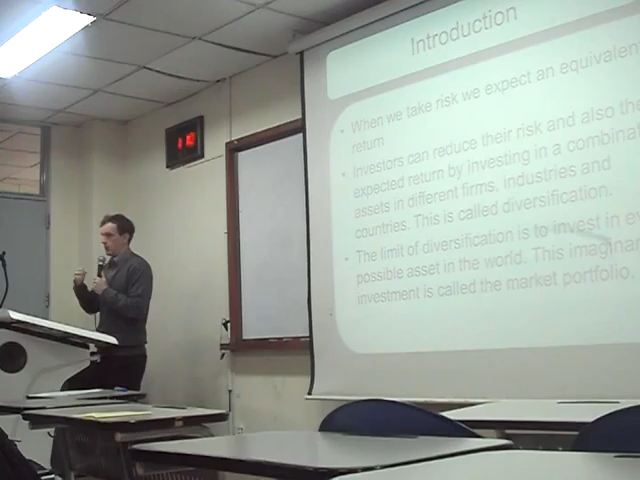 Introduction
• When we take risk we expect an equivalen
return
• Investors can reduce their risk and also th
expected return by investing in a combina
assets in different firms, industries and
countries. This is called diversification.
• The limit of diversification is to invest in e
possible asset in the world. This imagina
investment is called the market portfolio.